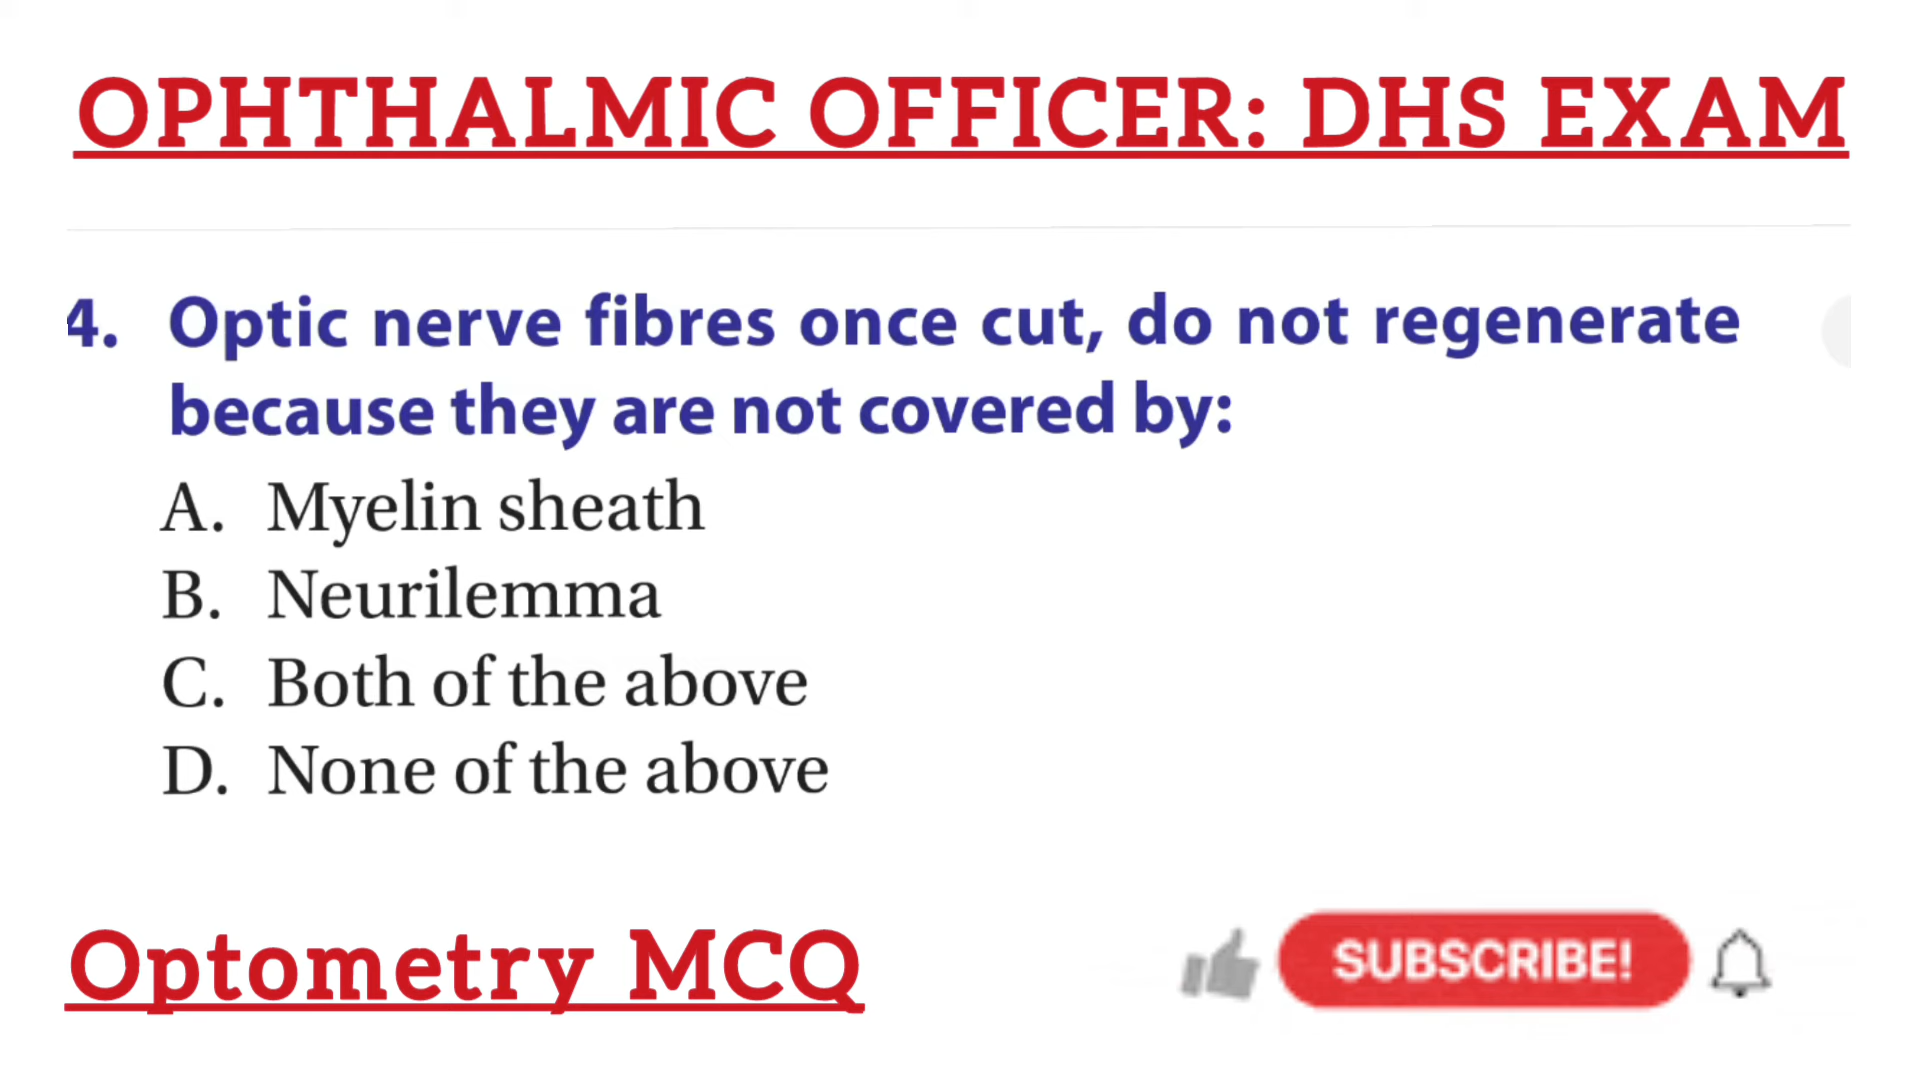 OPHTHALMIC OFFICER: DHS EXAM
4. Optic nerve fibres once cut, do not regenerate
because they are not covered by:
A. Myelin sheath
B. Neurilemma
C. Both of the above
D. None of the above
Optometry MCQ
SUBSCRIBE!